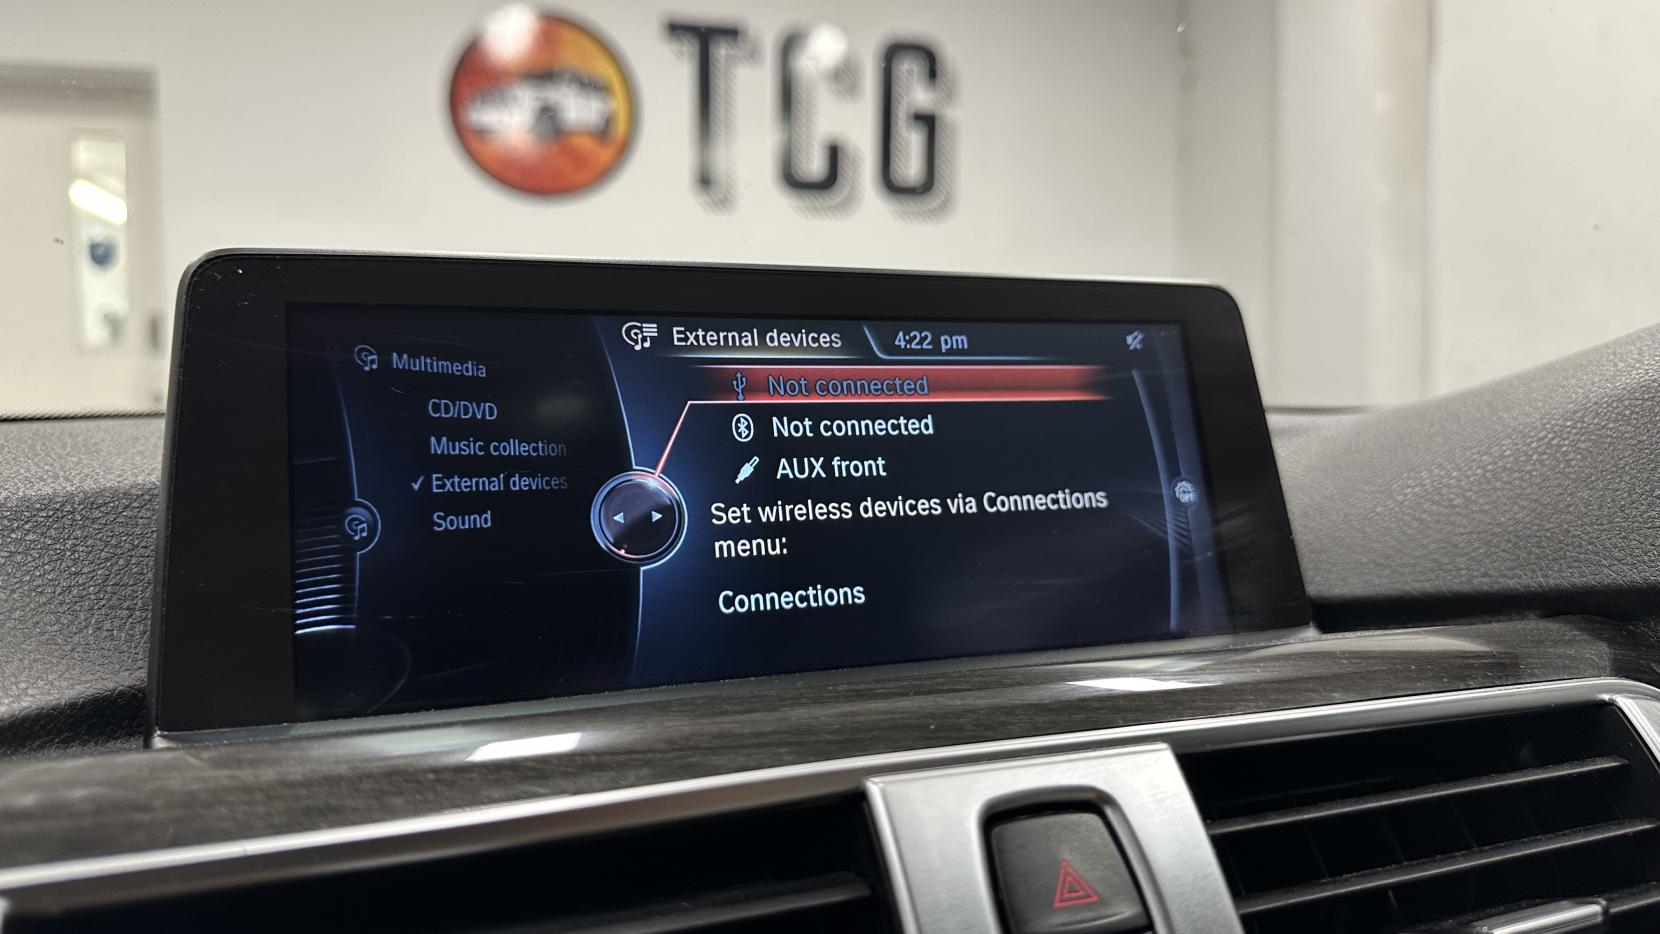 TCG
External devices
4:22 pm
Multimedia
CD/DVD
Music collection
External devices
Sound
Not connected
Not connected
AUX front
Set wireless devices via Connections
menu:
Connections